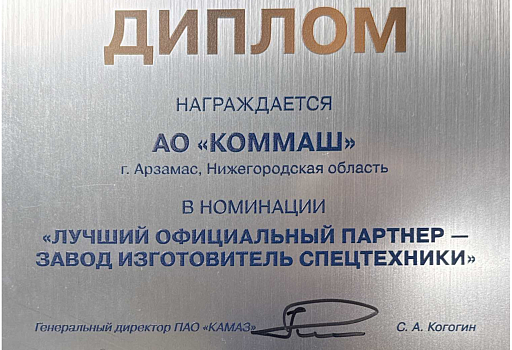 ДИПЛОМ
НАГРАЖДАЕТСЯ
АО «КОММАШ»
г. Арзамас, Нижегородская область
В НОМИНАЦИИ
«ЛУЧШИЙ ОФИЦИАЛЬНЫЙ ПАРТНЕР —
ЗАВОД ИЗГОТОВИТЕЛЬ СПЕЦТЕХНИКИ»
Генеральный директор ПАО «КАМАЗ» С. А. Когогин